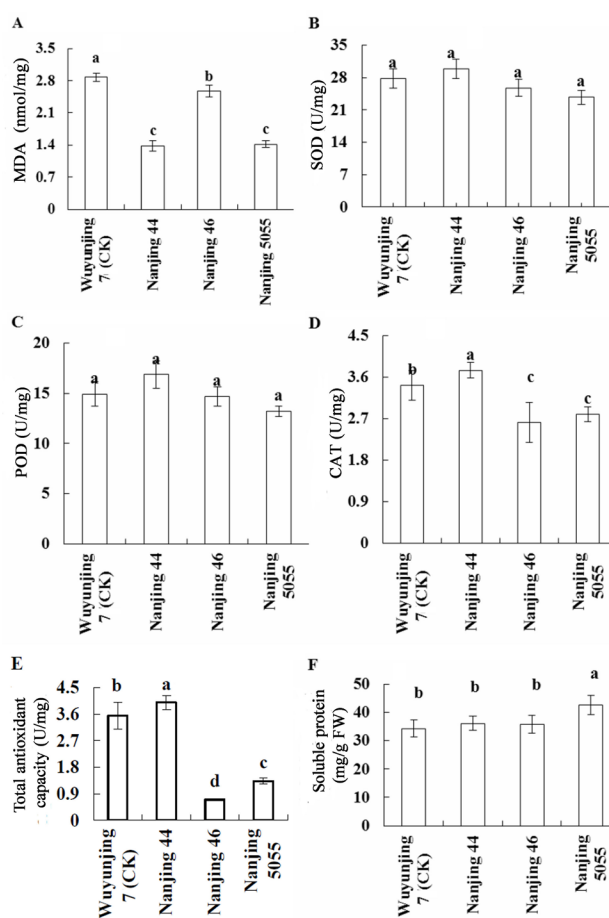 A
MDA (nmol/mg)
3.5
2.8
2.1
1.4
0.7
0
a
c
b
c
Wuyunjing
7 (CK)
Nanjing 44
Nanjing 46
Nanjing 5055
B
SOD (U/mg)
35
28
21
14
7
0
a
a
a
a
Wuyunjing
7 (CK)
Nanjing 44
Nanjing 46
Nanjing
5055
C
POD (U/mg)
20
15
10
5
0
a
a
a
a
Wuyunjing
7 (CK)
Nanjing 44
Nanjing 46
Nanjing
5055
D
CAT (U/mg)
4.5
3.6
2.7
1.8
0.9
0
b
a
c
c
Wuyunjing
7 (CK)
Nanjing 44
Nanjing 46
Nanjing
5055
E
Total antioxidant
capacity (U/mg)
4.5
3.6
2.7
1.8
0.9
0
b
a
d
c
Wuyunjing
7 (CK)
Nanjing 44
Nanjing 46
Nanjing
5055
F
Soluble protein
(mg/g FW)
50
40
30
20
10
0
b
b
b
a
Wuyunjing
7 (CK)
Nanjing 44
Nanjing 46
Nanjing
5055